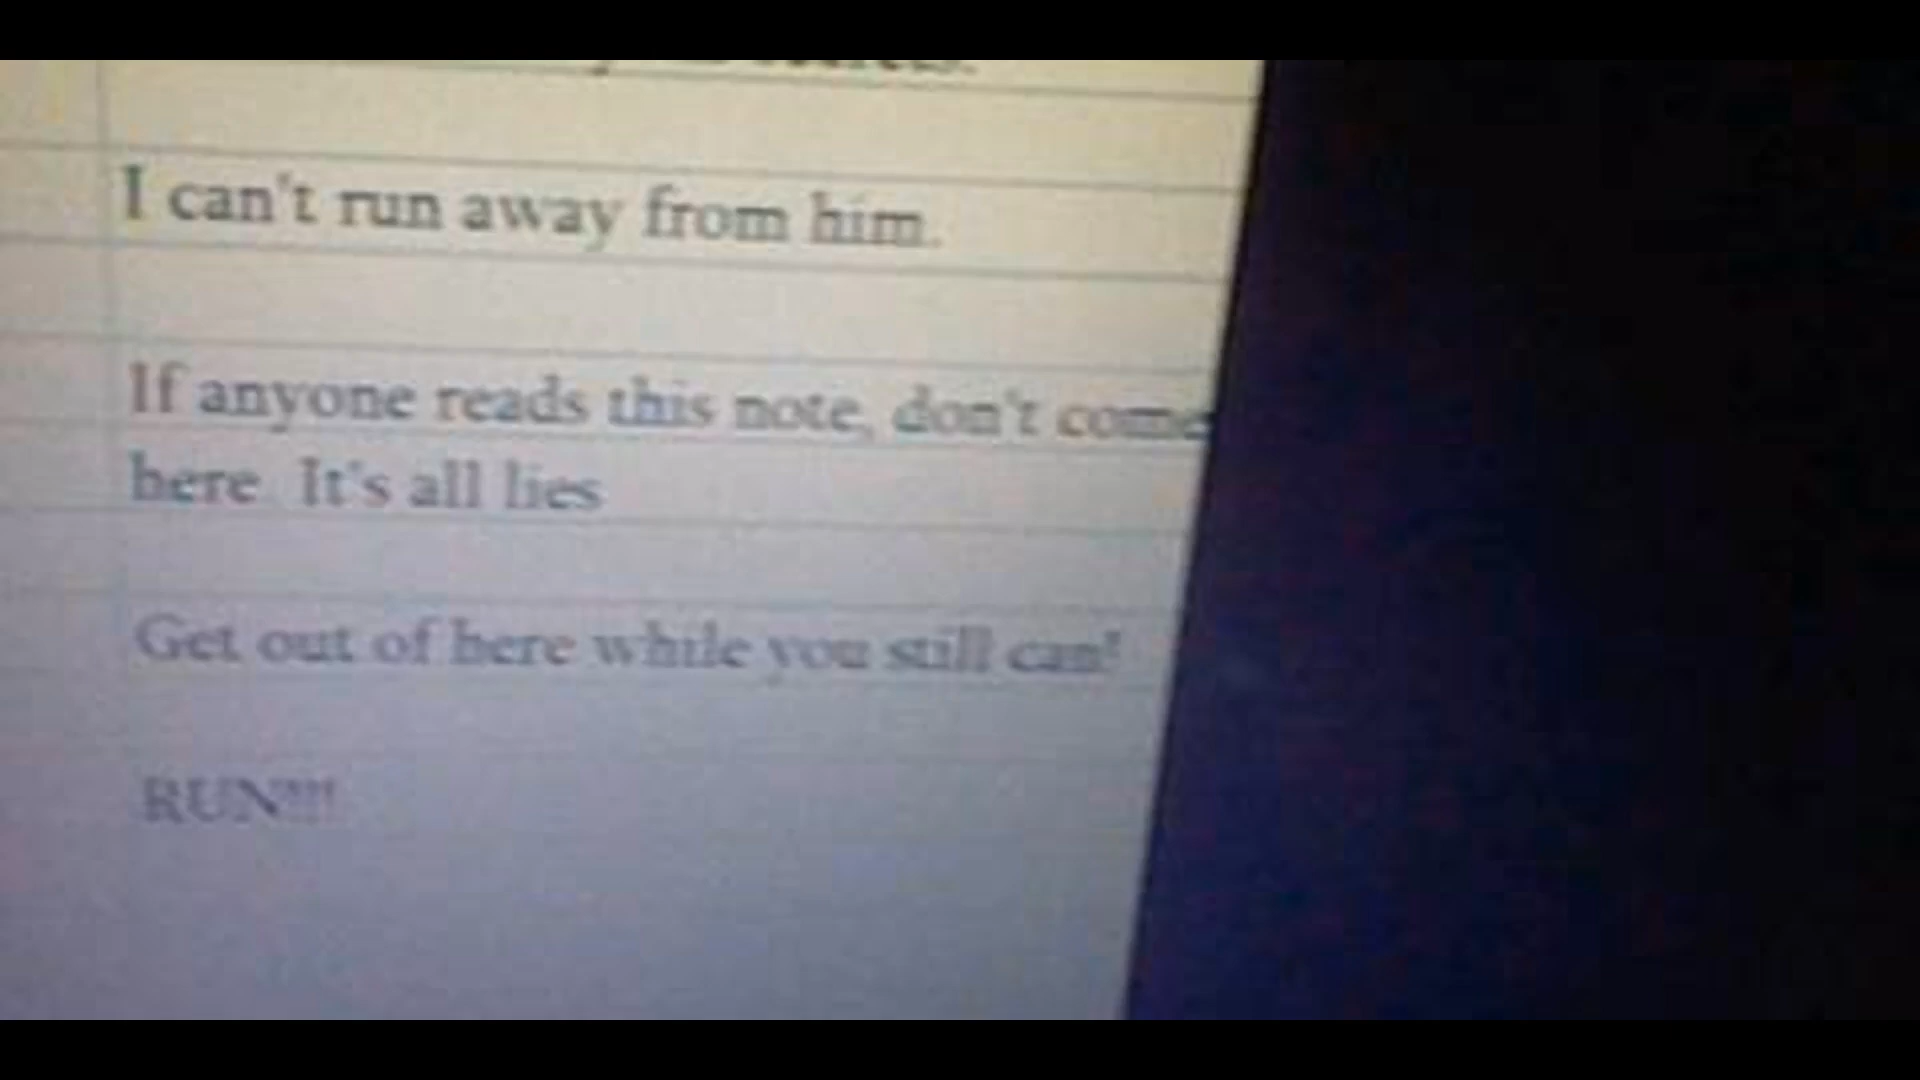 I can't run away from him.
If anyone reads this note, don't come
here. It's all lies
Get out of here while you still can!
RUN!!!!